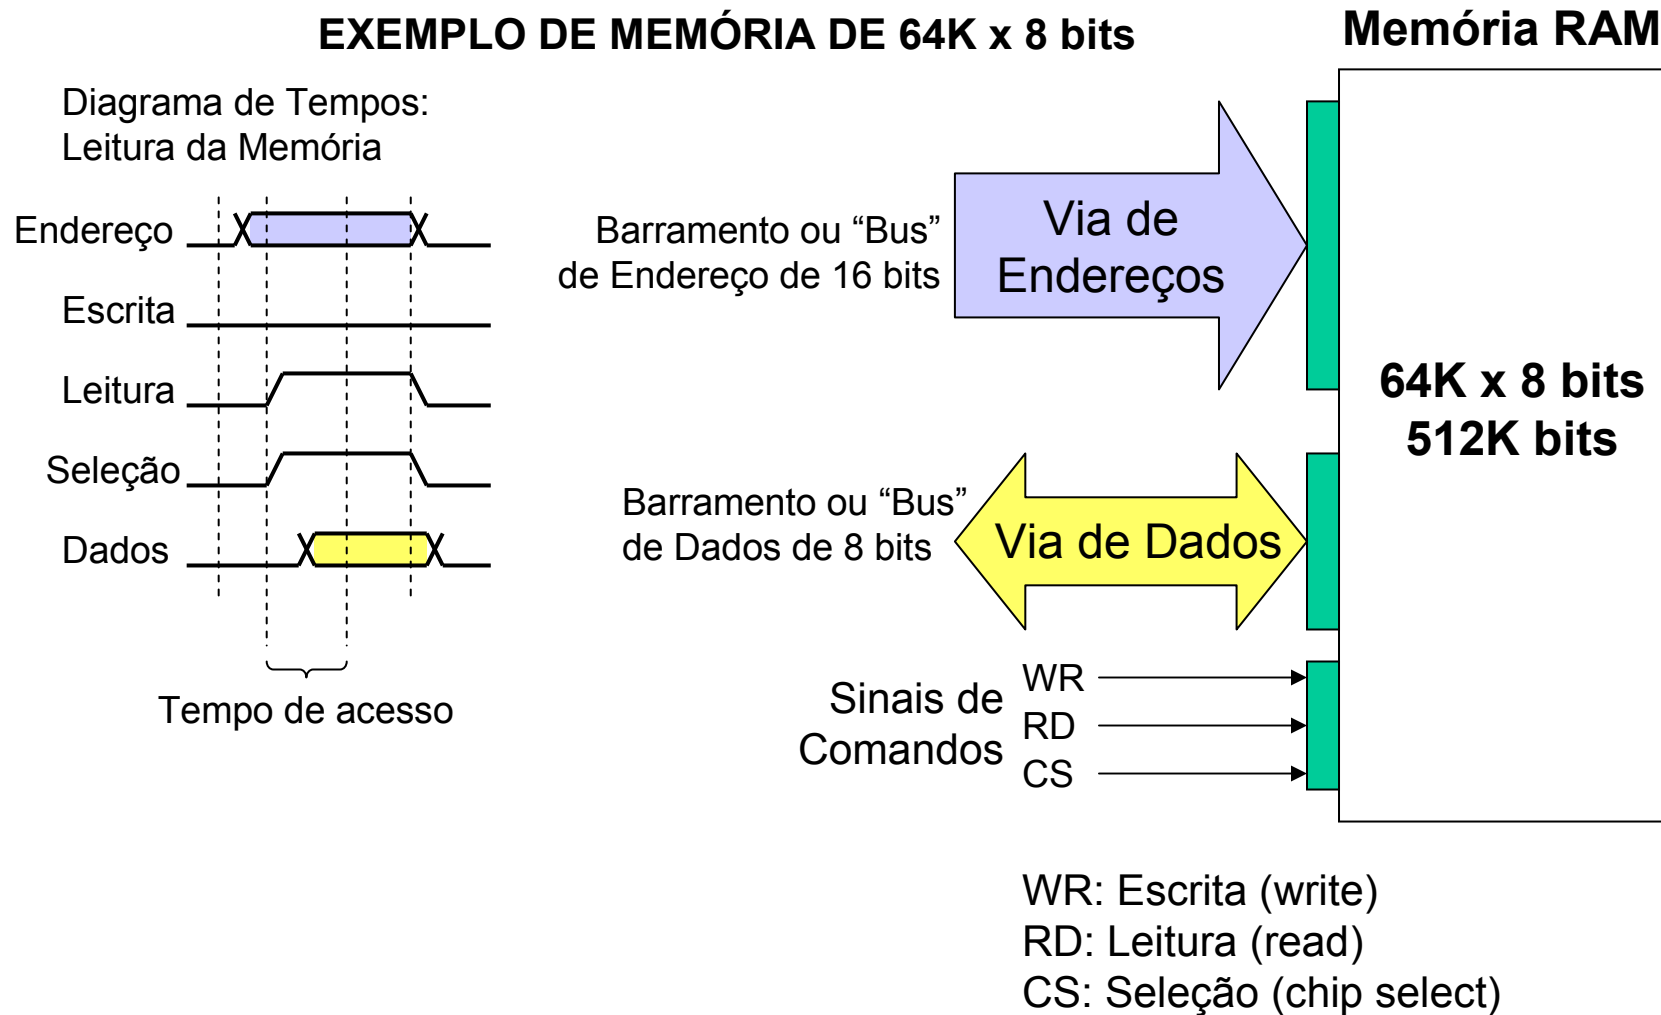 EXEMPLO DE MEMÓRIA DE 64K x 8 bits
Memória RAM
Diagrama de Tempos:
Leitura da Memória
Endereço
Escrita
Leitura
Seleção
Dados
Tempo de acesso
Barramento ou “Bus”
de Endereço de 16 bits
Via de
Endereços
Barramento ou “Bus”
de Dados de 8 bits
Via de Dados
Sinais de
Comandos
WR
RD
CS
64K x 8 bits
512K bits
WR: Escrita (write)
RD: Leitura (read)
CS: Seleção (chip select)